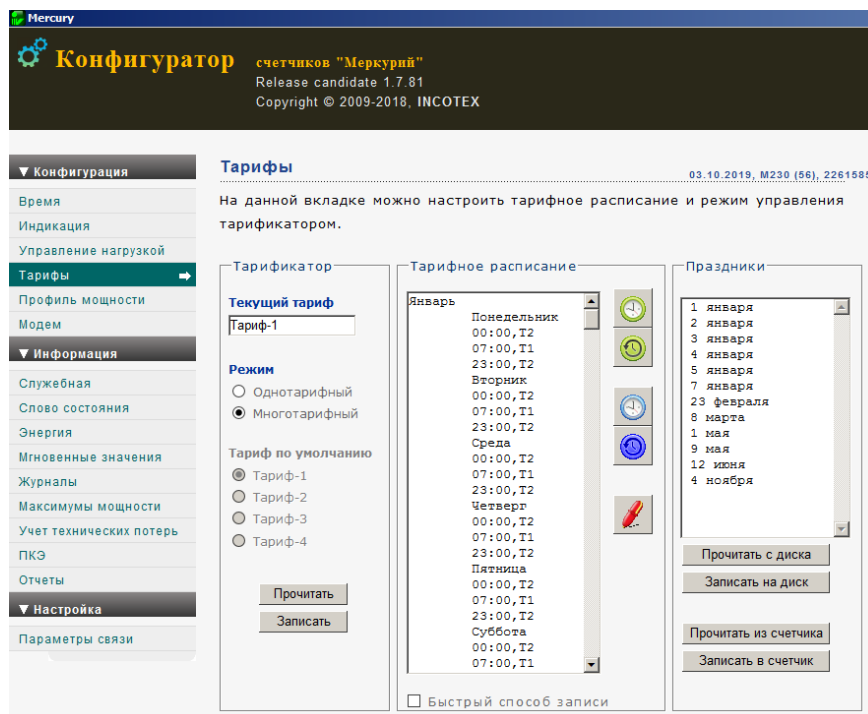 Mercury
Конфигуратор счетчиков "Меркурий"
Release candidate 1.7.81
Copyright © 2009-2018, INCOTEX
▼ Конфигурация
Время
Индикация
Управление нагрузкой
Тарифы
Профиль мощности
Модем
▼ Информация
Служебная
Слово состояния
Энергия
Мгновенные значения
Журналы
Максимумы мощности
Учет технических потерь
ПКЭ
Отчеты
▼ Настройка
Параметры связи
Тарифы
03.10.2019, M230 (56), 2261585
На данной вкладке можно настроить тарифное расписание и режим управления
тарификатором.
Тарификатор
Текущий тариф
Тариф-1
Режим
Однотарифный
Многотарифный
Тариф по умолчанию
Тариф-1
Тариф-2
Тариф-3
Тариф-4
Прочитать
Записать
Тарифное расписание
Январь
Понедельник
00:00,T2
07:00,T1
23:00,T2
Вторник
00:00,T2
07:00,T1
23:00,T2
Среда
00:00,T2
07:00,T1
23:00,T2
Четверг
00:00,T2
07:00,T1
23:00,T2
Пятница
00:00,T2
07:00,T1
23:00,T2
Суббота
00:00,T2
07:00,T1
Быстрый способ записи
Праздники
1 января
2 января
3 января
4 января
5 января
7 января
23 февраля
8 марта
1 мая
9 мая
12 июня
4 ноября
Прочитать с диска
Записать на диск
Прочитать из счетчика
Записать в счетчик